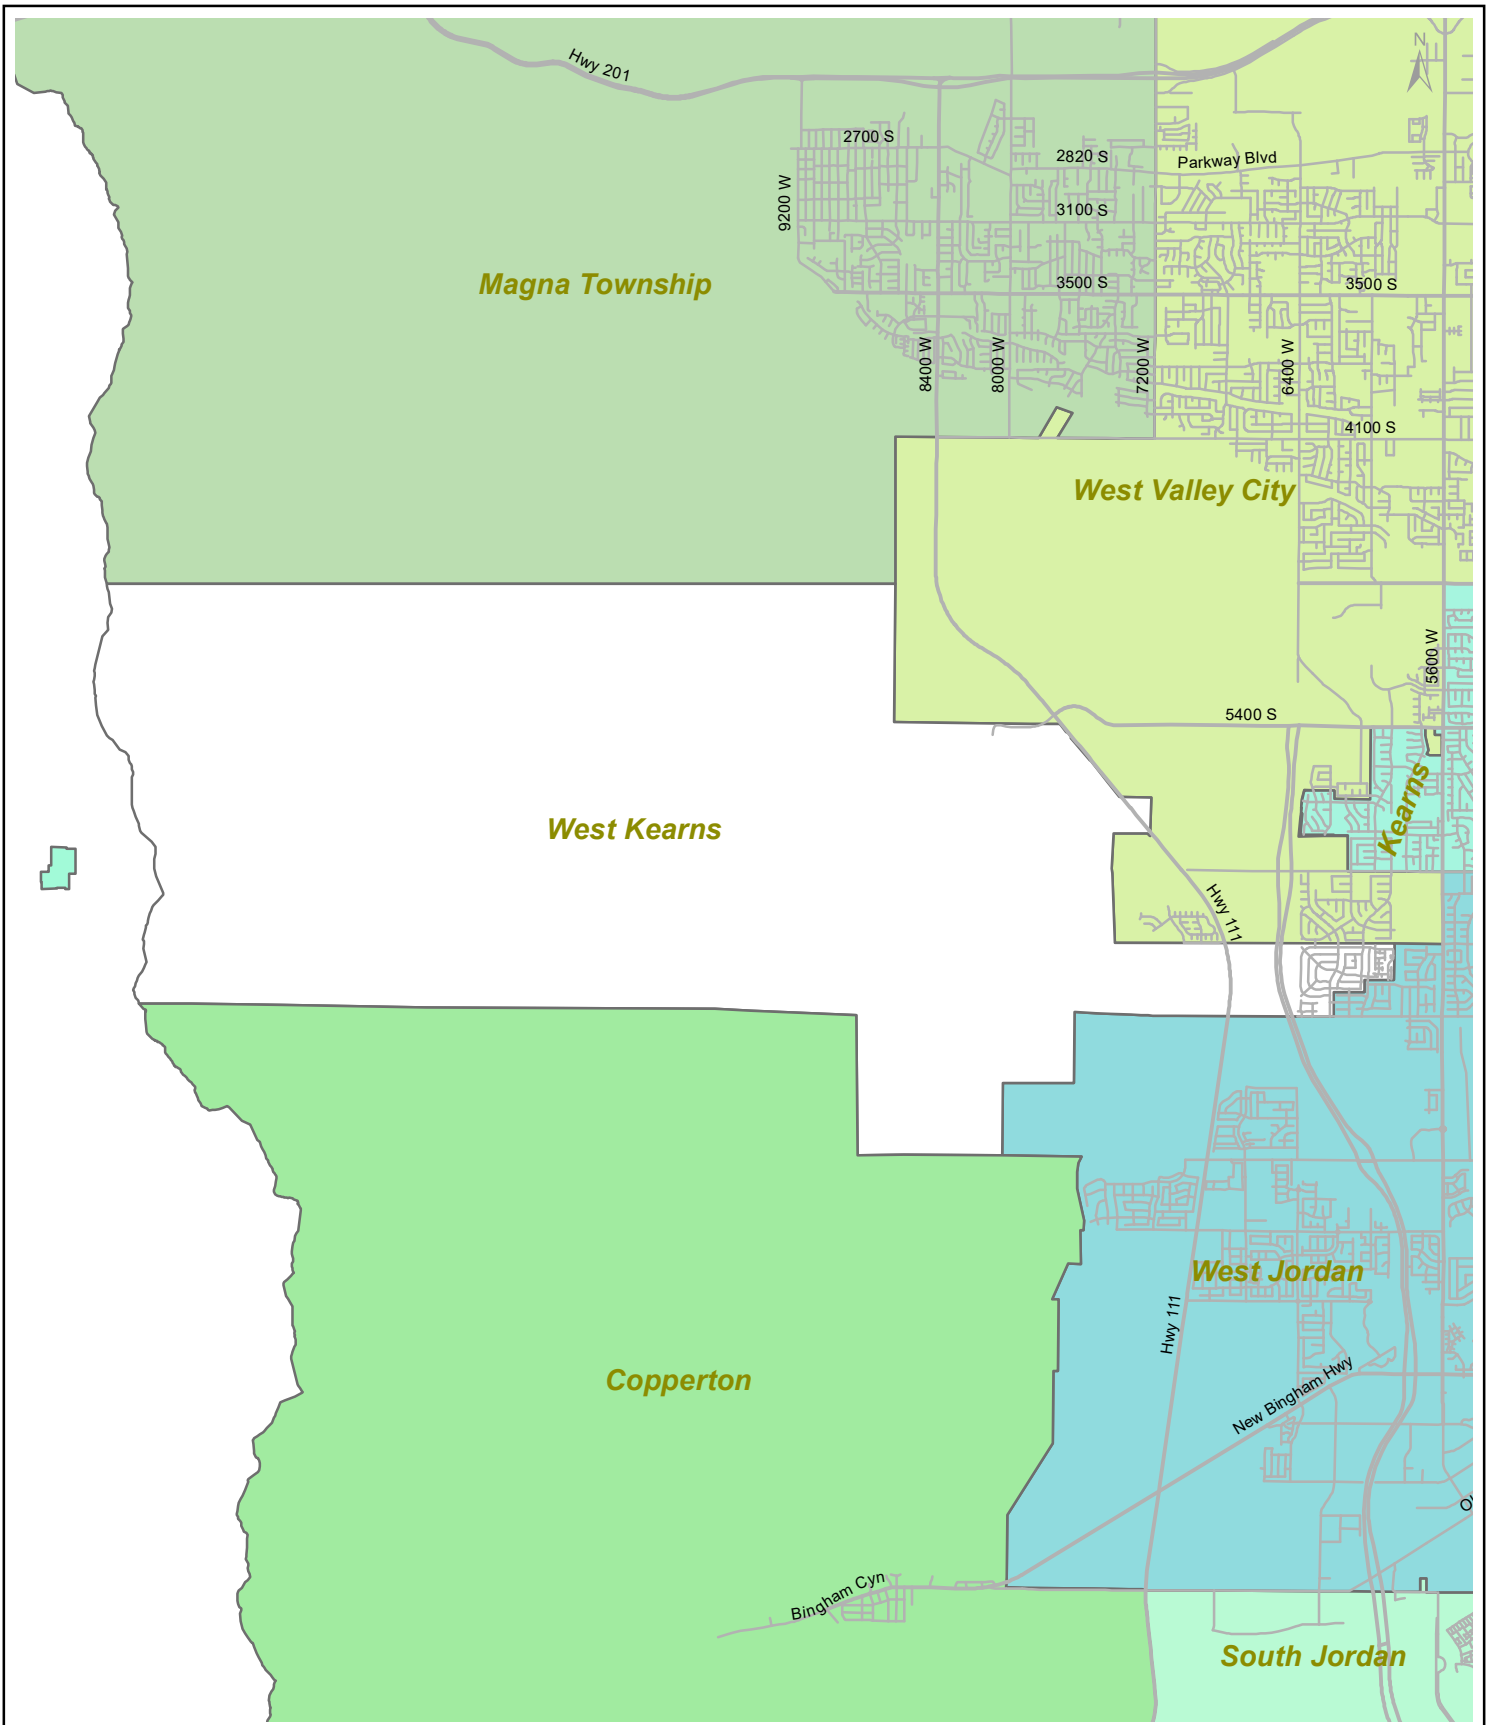 N
Hwy 201
2700 S
2820 S
Parkway Blvd
9200 W
3100 S
Magna Township
3500 S
3500 S
8400 W
8000 W
7200 W
6400 W
4100 S
West Valley City
5600 W
5400 S
Kearns
West Kearns
Hwy 111
West Jordan
Hwy 111
Copperton
New Bingham Hwy
Bingham Cyn
South Jordan